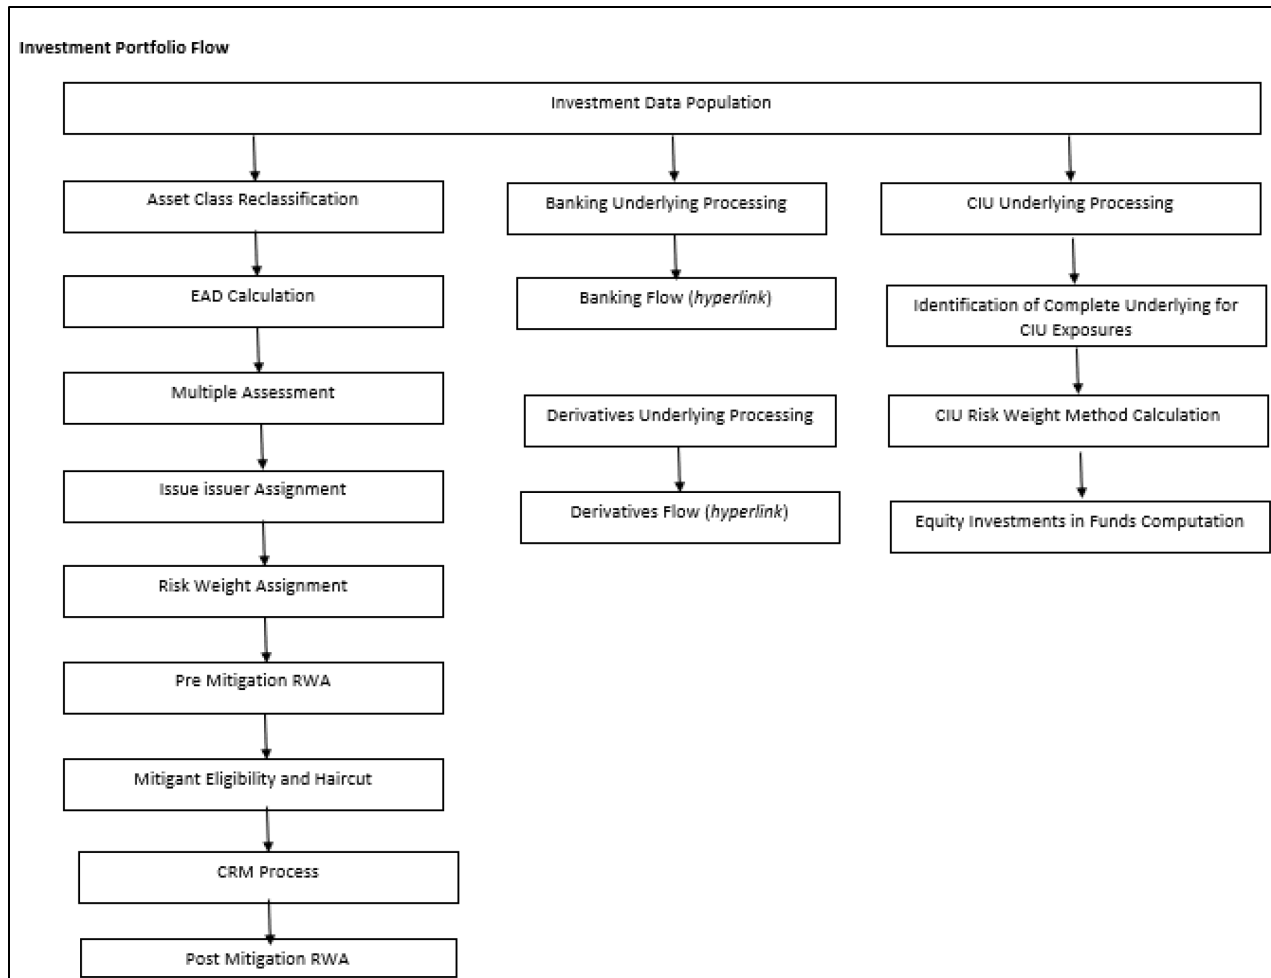 Investment Portfolio Flow
Investment Data Population
Asset Class Reclassification
EAD Calculation
Multiple Assessment
Issue issuer Assignment
Risk Weight Assignment
Pre Mitigation RWA
Mitigant Eligibility and Haircut
CRM Process
Post Mitigation RWA
Banking Underlying Processing
Banking Flow (hyperlink)
Derivatives Underlying Processing
Derivatives Flow (hyperlink)
CIU Underlying Processing
Identification of Complete Underlying for
CIU Exposures
CIU Risk Weight Method Calculation
Equity Investments in Funds Computation